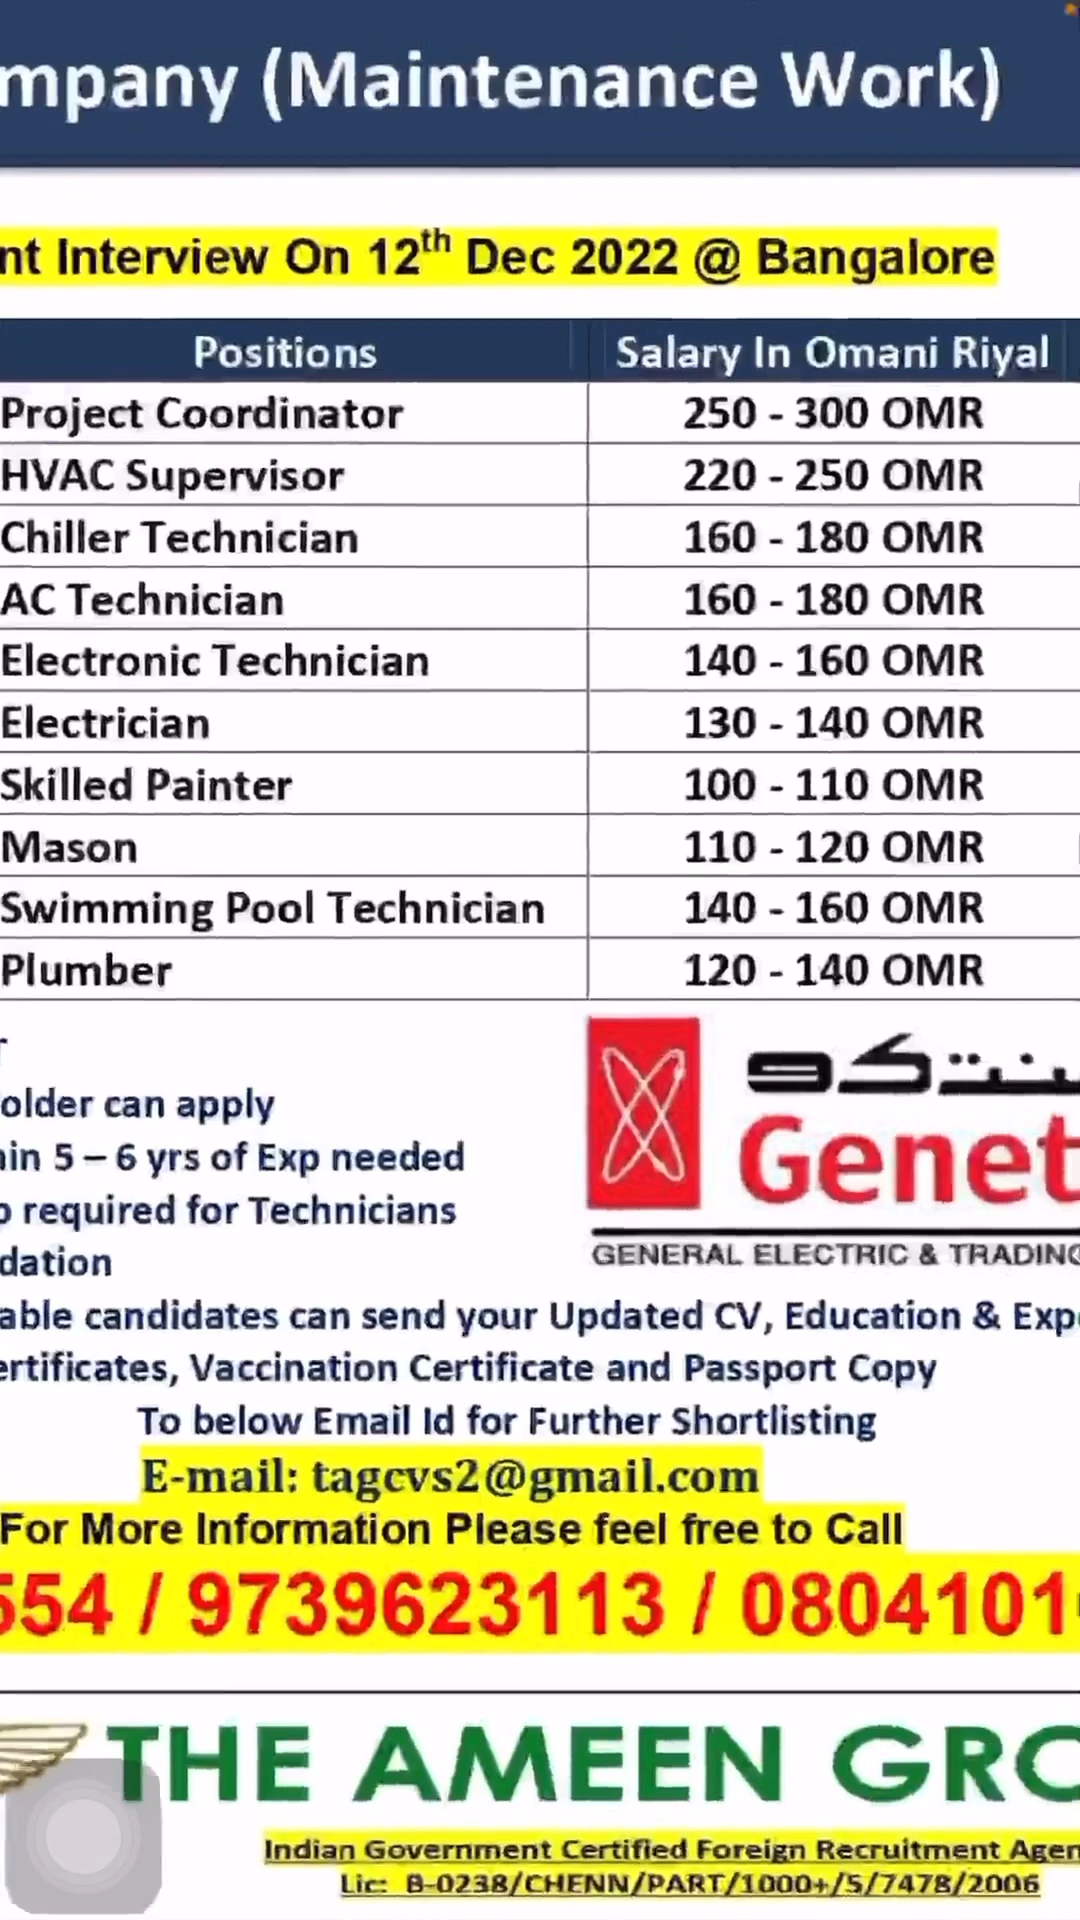 mpany (Maintenance Work)
nt Interview On 12th Dec 2022 @ Bangalore
Positions Salary In Omani Riyal
Project Coordinator 250 - 300 OMR
HVAC Supervisor 220 - 250 OMR
Chiller Technician 160 - 180 OMR
AC Technician 160 - 180 OMR
Electronic Technician 140 - 160 OMR
Electrician 130 - 140 OMR
Skilled Painter 100 - 110 OMR
Mason 110 - 120 OMR
Swimming Pool Technician 140 - 160 OMR
Plumber 120 - 140 OMR
older can apply
in 5 – 6 yrs of Exp needed
required for Technicians
dation
نتكو
Genet
GENERAL ELECTRIC & TRADING
able candidates can send your Updated CV, Education & Exp
ertificates, Vaccination Certificate and Passport Copy
To below Email Id for Further Shortlisting
E-mail: tagcvs2@gmail.com
For More Information Please feel free to Call
554 / 9739623113 / 0804101
THE AMEEN GRO
Indian Government Certified Foreign Recruitment Agen
Lic: B-0238/CHENN/PART/1000+/5/7478/2006